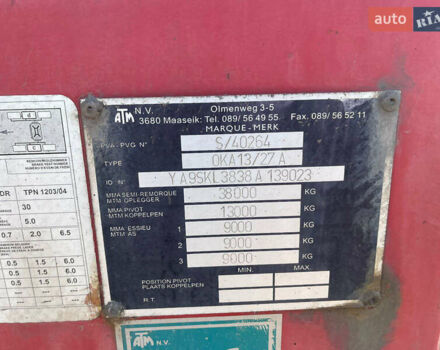 AUTO
RIA
ATM N.V.
Olmenweg 3-5
3680 Maaseik: Tel. 089/ 56 49 55 Fax. 089/ 56 52 11
MARQUE-MERK
PVA-PVG N° S/40264
TYPE OKA13/27A
ID N° YA9SKL3838A139023
MMA SEMI-REMORQUE
MTM OPLEGGER 38000 KG
MMA PIVOT
MTM KOPPELPEN 13000 KG
MMA ESSIEU
MTM AS 1 9000 KG
2 9000 KG
3 9000 KG
MIN. MAX.
POSITION PIVOT
PLAATS KOPPELPEN
R.T.
DR TPN 1203/04
30
5.0
0.7 2.0 6.5
0.5 1.5 6.0
0.5 1.5 6.0
0.5 1.5 6.0
ATM N.V.